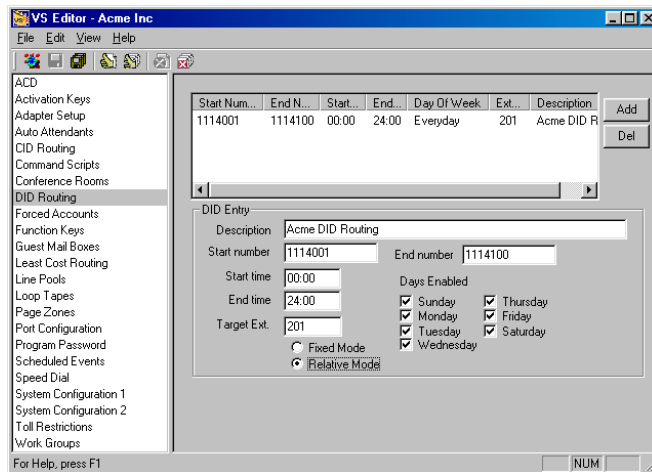 VS Editor - Acme Inc
File Edit View Help
ACD
Activation Keys
Adapter Setup
Auto Attendants
CID Routing
Command Scripts
Conference Rooms
DID Routing
Forced Accounts
Function Keys
Guest Mail Boxes
Least Cost Routing
Line Pools
Loop Tapes
Page Zones
Port Configuration
Program Password
Scheduled Events
Speed Dial
System Configuration 1
System Configuration 2
Toll Restrictions
Work Groups
Start Num... End N... Start... End... Day Of Week Ext... Description
1114001 1114100 00:00 24:00 Everyday 201 Acme DID R
Add
Del
DID Entry
Description Acme DID Routing
Start number 1114001 End number 1114100
Start time 00:00 Days Enabled
End time 24:00
Target Ext. 201
Sunday Thursday
Monday Friday
Tuesday Saturday
Wednesday
Fixed Mode
Relative Mode
For Help, press F1 NUM